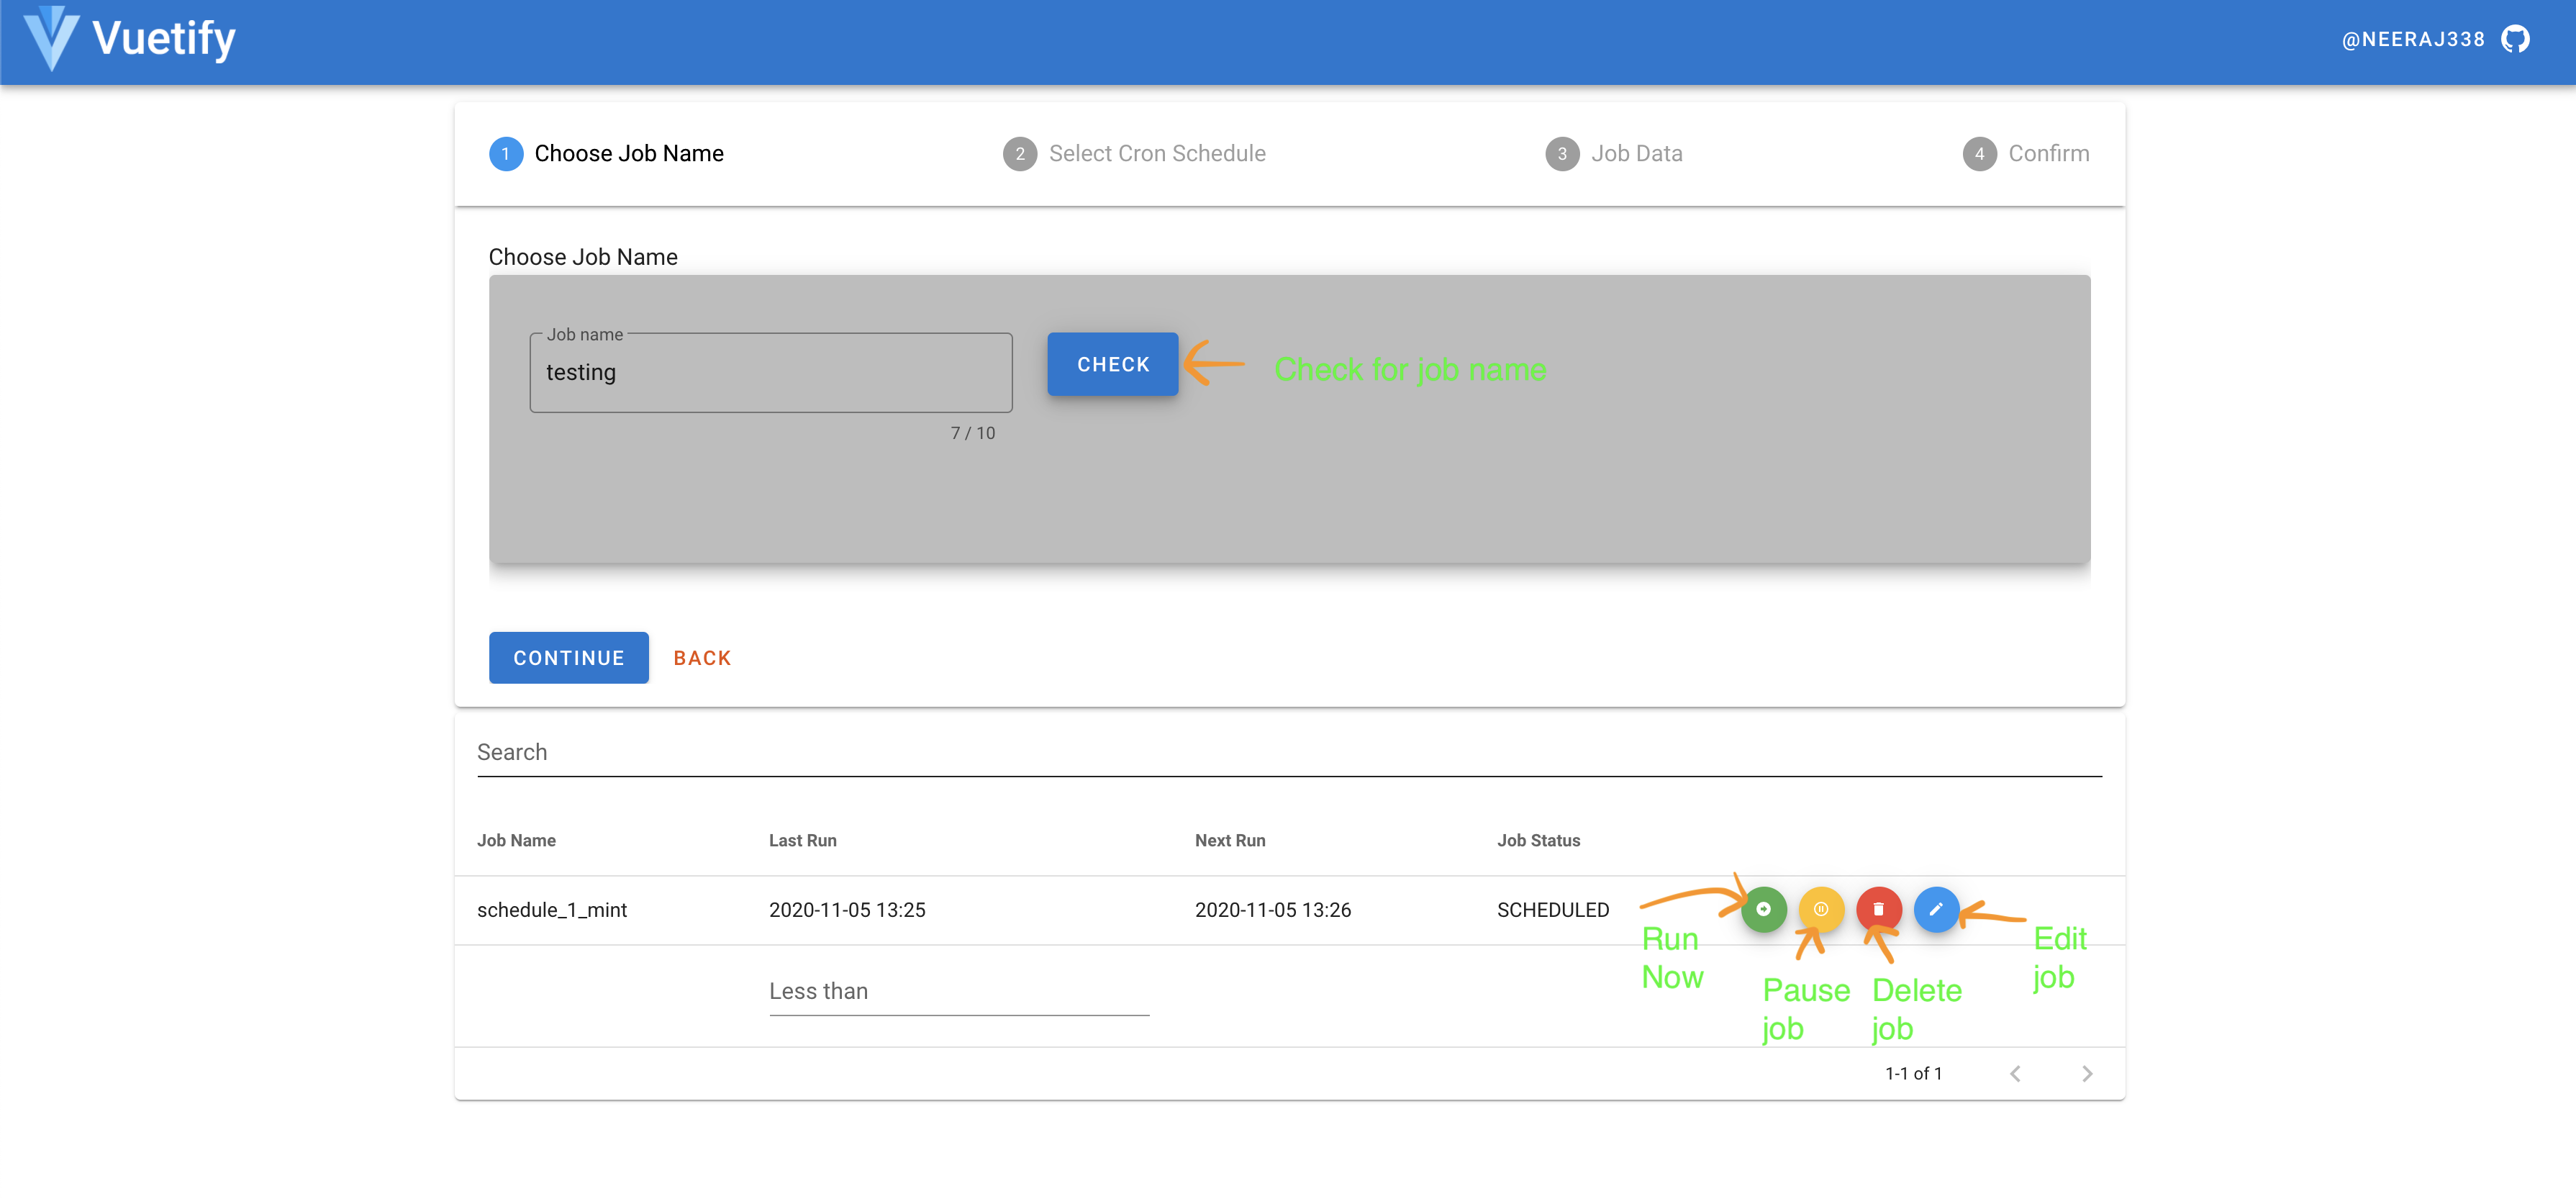 Vuetify
@NEERAJ338
1 Choose Job Name 2 Select Cron Schedule 3 Job Data 4 Confirm
Choose Job Name
Job name
testing
CHECK
Check for job name
7 / 10
CONTINUE BACK
Search
Job Name Last Run Next Run Job Status
schedule_1_mint 2020-11-05 13:25 2020-11-05 13:26 SCHEDULED
Run
Now
Pause
job
Delete
job
Edit
job
Less than
1-1 of 1